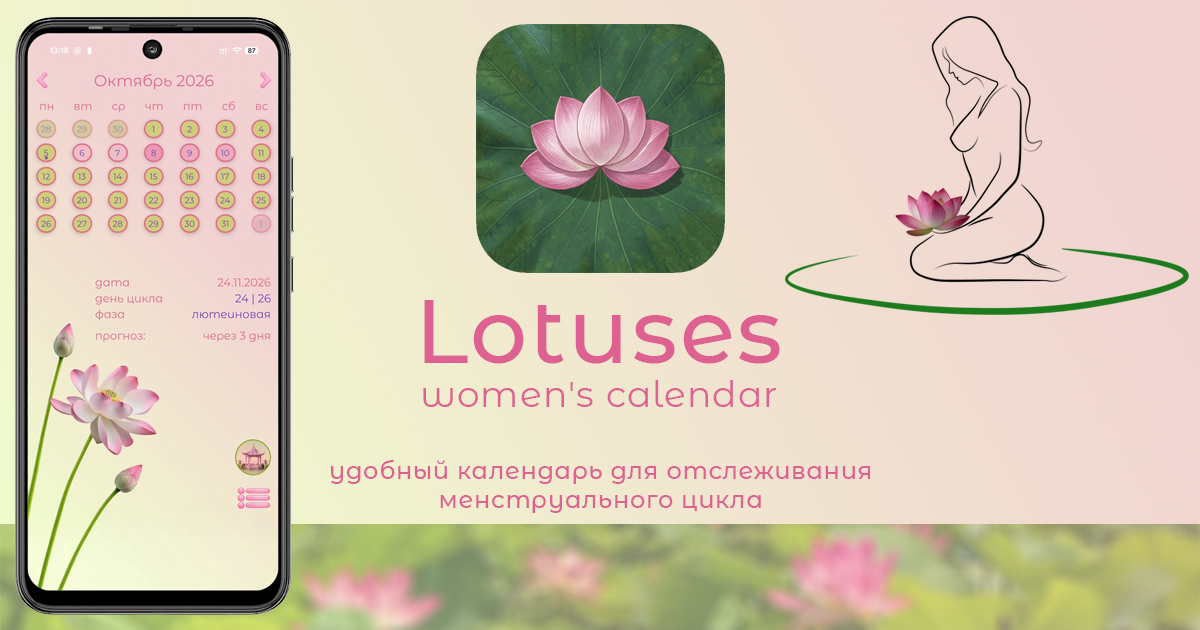 13:18
87
Октябрь 2026
пн вт ср чт пт сб вс
28 29 30 1 2 3 4
5 6 7 8 9 10 11
12 13 14 15 16 17 18
19 20 21 22 23 24 25
26 27 28 29 30 31 1
дата 24.11.2026
день цикла 24 | 26
фаза лютеиновая
прогноз: через 3 дня
Lotuses
women's calendar
удобный календарь для отслеживания
менструального цикла